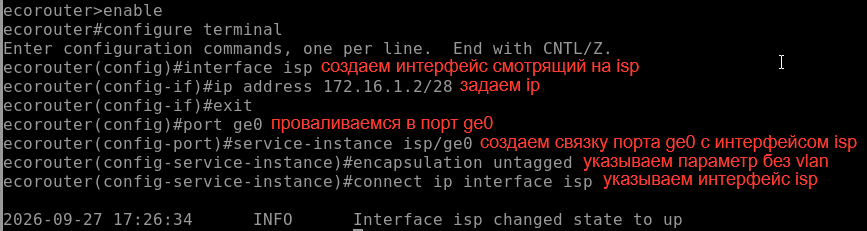 ecorouter>enable
ecorouter#configure terminal
Enter configuration commands, one per line.  End with CNTL/Z.
ecorouter(config)#interface isp создаем интерфейс смотрящий на isp
ecorouter(config-if)#ip address 172.16.1.2/28 задаем ip
ecorouter(config-if)#exit
ecorouter(config)#port ge0 проваливаемся в порт ge0
ecorouter(config-port)#service-instance isp/ge0 создаем связку порта ge0 с интерфейсом isp
ecorouter(config-service-instance)#encapsulation untagged указываем параметр без vlan
ecorouter(config-service-instance)#connect ip interface isp указываем интерфейс isp
2026-09-27 17:26:34      INFO      Interface isp changed state to up